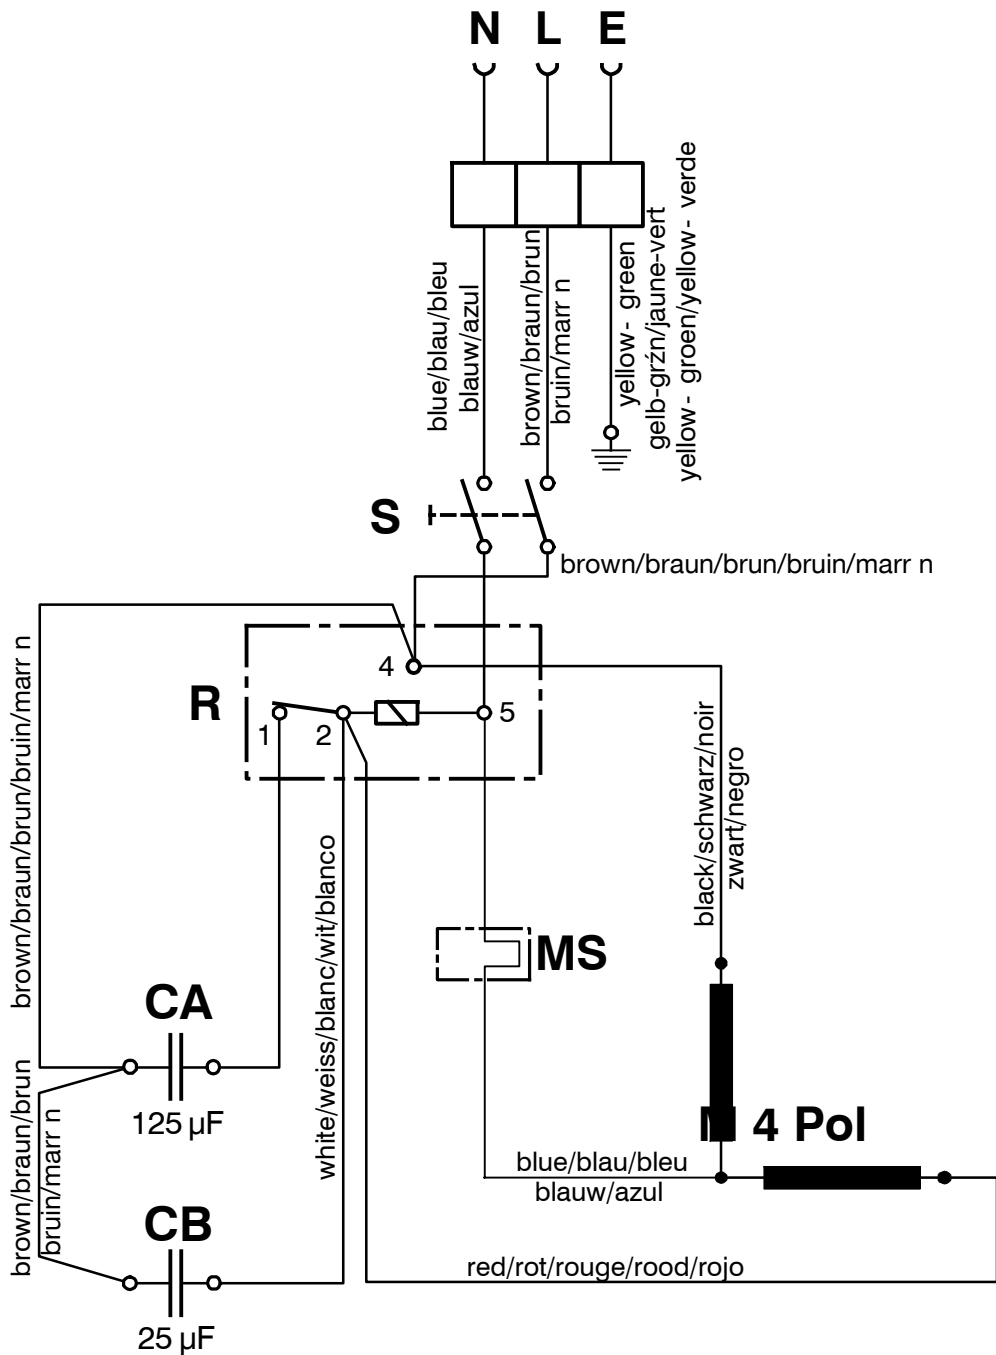 N L E
blue/blau/bleu
blauw/azul
brown/braun/brun
bruin/marr n
yellow- green
gelb-grźn/jaune-vert
yellow- groen/yellow- verde
S
brown/braun/brun/bruin/marr n
4
R
1
2
5
brown/braun/brun/bruin/marr n
black/schwarz/noir
zwart/negro
white/weiss/blanc/wit/blanco
MS
CA
125 µF
M 4 Pol
brown/braun/brun
bruin/marr n
blue/blau/bleu
blauw/azul
CB
25 µF
red/rot/rouge/rood/rojo